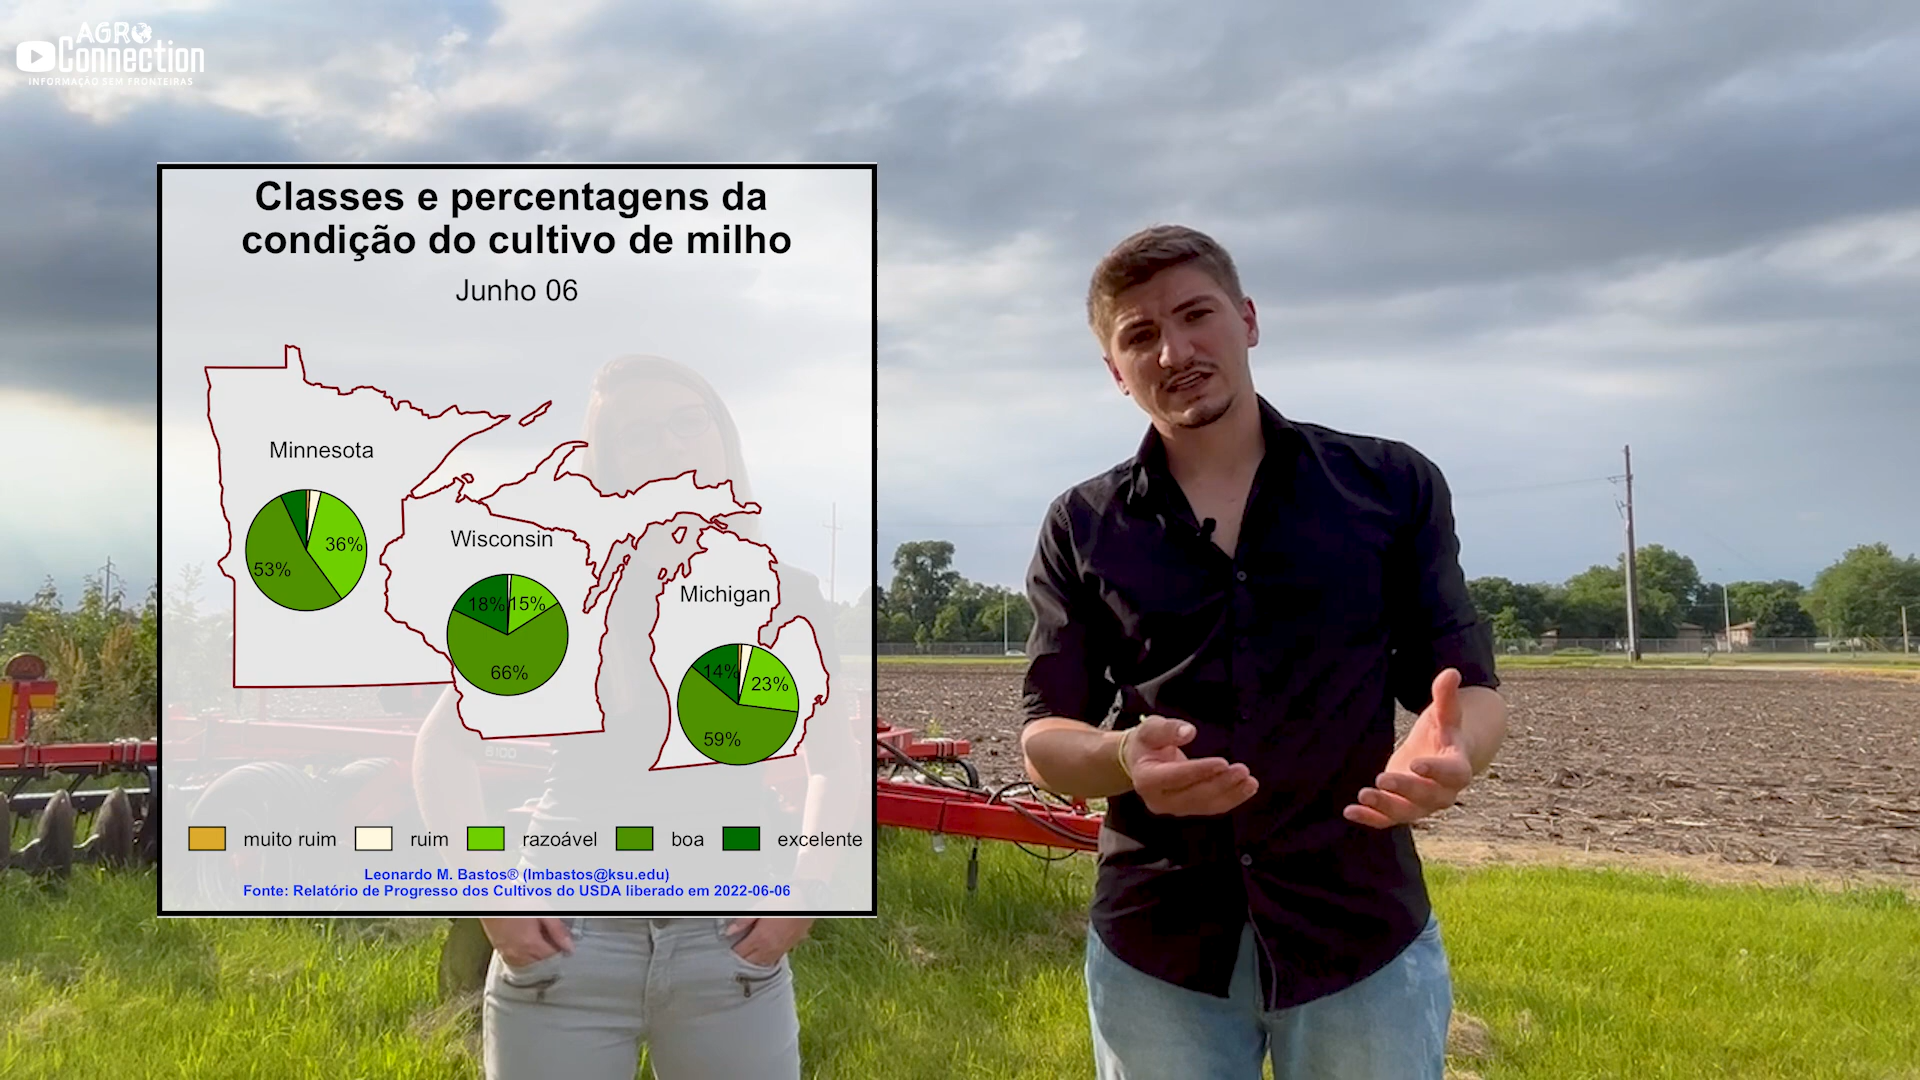 AGRO
Connection
INFORMAÇÃO SEM FRONTEIRAS
Classes e percentagens da
condição do cultivo de milho
Junho 06
Minnesota
36%
53%
Wisconsin
18%
15%
66%
Michigan
14%
23%
59%
6100
muito ruim
ruim
razoável
boa
excelente
Leonardo M. Bastos® (lmbastos@ksu.edu)
Fonte: Relatório de Progresso dos Cultivos do USDA liberado em 2022-06-06